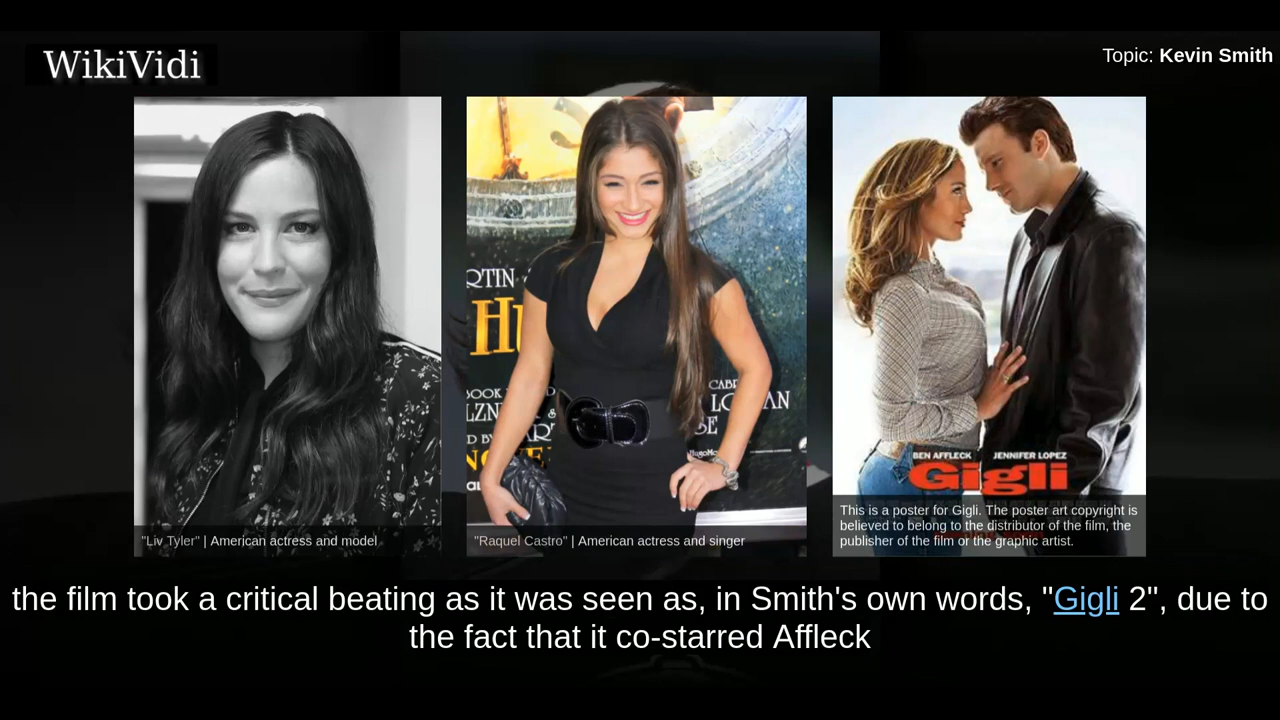 WikiVidi
Topic: Kevin Smith
"Liv Tyler" | American actress and model
"Raquel Castro" | American actress and singer
BEN AFFLECK JENNIFER LOPEZ
Gigli
This is a poster for Gigli. The poster art copyright is
believed to belong to the distributor of the film, the
publisher of the film or the graphic artist.
the film took a critical beating as it was seen as, in Smith's own words, "Gigli 2", due to
the fact that it co-starred Affleck